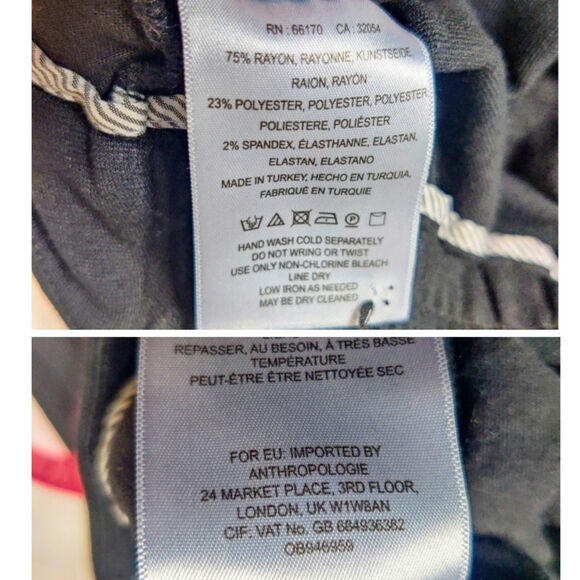 RN : 66170 CA : 32054
75% RAYON, RAYONNE, KUNSTSEIDE,
RAION, RAYÓN
23% POLYESTER, POLYESTER, POLYESTER,
POLIESTERE, POLIÉSTER
2% SPANDEX, ÉLASTHANNE, ELASTAN,
ELASTAN, ELASTANO
MADE IN TURKEY, HECHO EN TURQUIA,
FABRIQUÉ EN TURQUIE
HAND WASH COLD SEPARATELY
DO NOT WRING OR TWIST
USE ONLY NON-CHLORINE BLEACH
LINE DRY
LOW IRON AS NEEDED
MAY BE DRY CLEANED
REPASSER, AU BESOIN, À TRÈS BASSE
TEMPÉRATURE
PEUT-ÊTRE ÊTRE NETTOYÉE SEC
FOR EU: IMPORTED BY
ANTHROPOLOGIE
24 MARKET PLACE, 3RD FLOOR,
LONDON, UK W1W8AN
CIF. VAT No. GB 684936382
OB946959